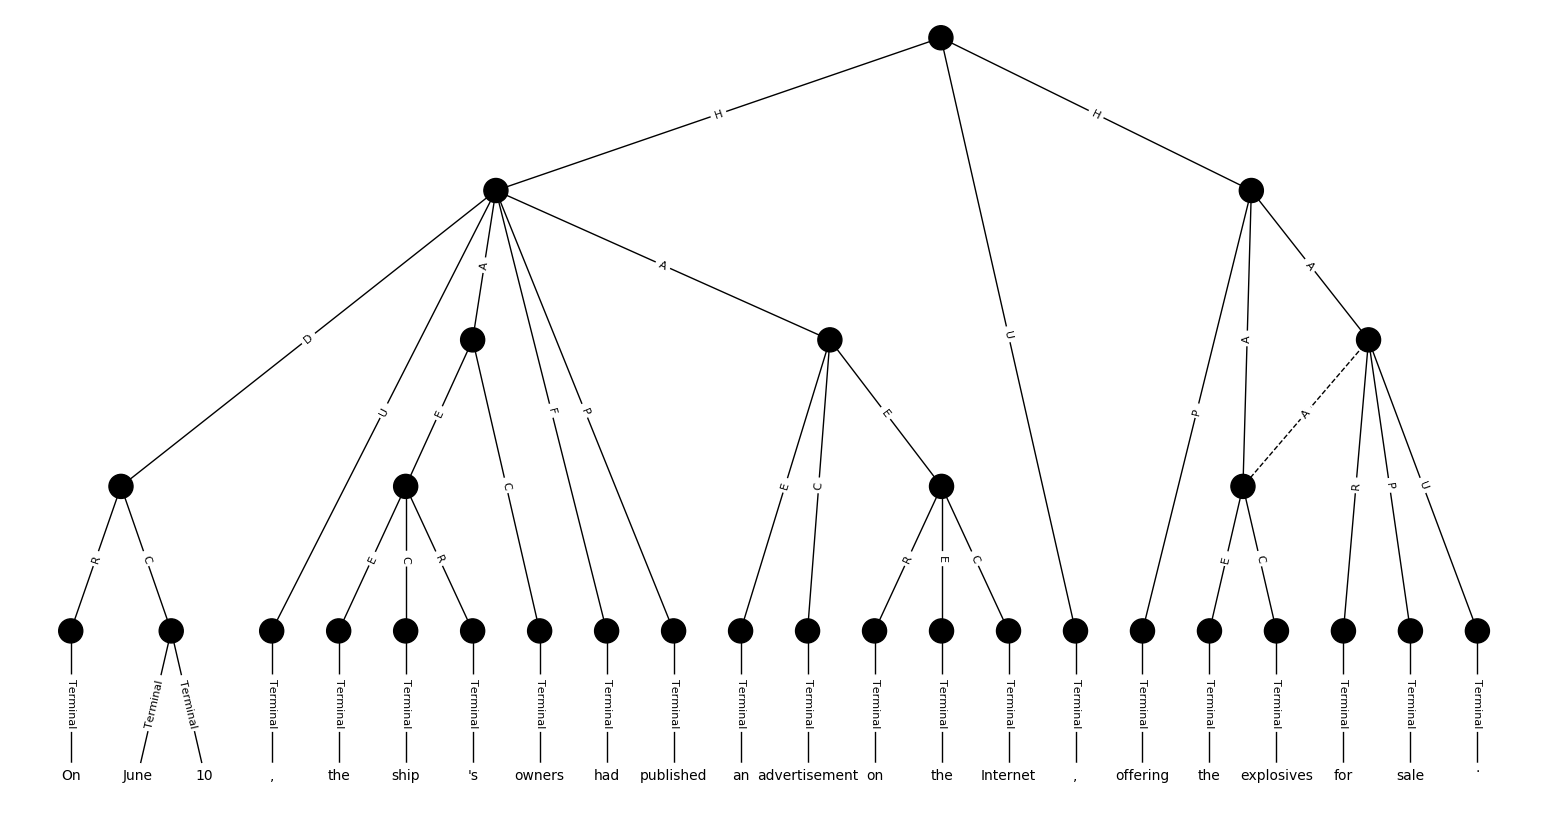 H H
A A
D U E F P U
E C P A A
R C E C R E C E R E C E C R P U
Terminal Terminal Terminal Terminal Terminal Terminal Terminal Terminal Terminal Terminal Terminal Terminal Terminal Terminal Terminal Terminal Terminal Terminal Terminal Terminal Terminal Terminal
On June 10 , the ship 's owners had published an advertisement on the Internet , offering the explosives for sale .